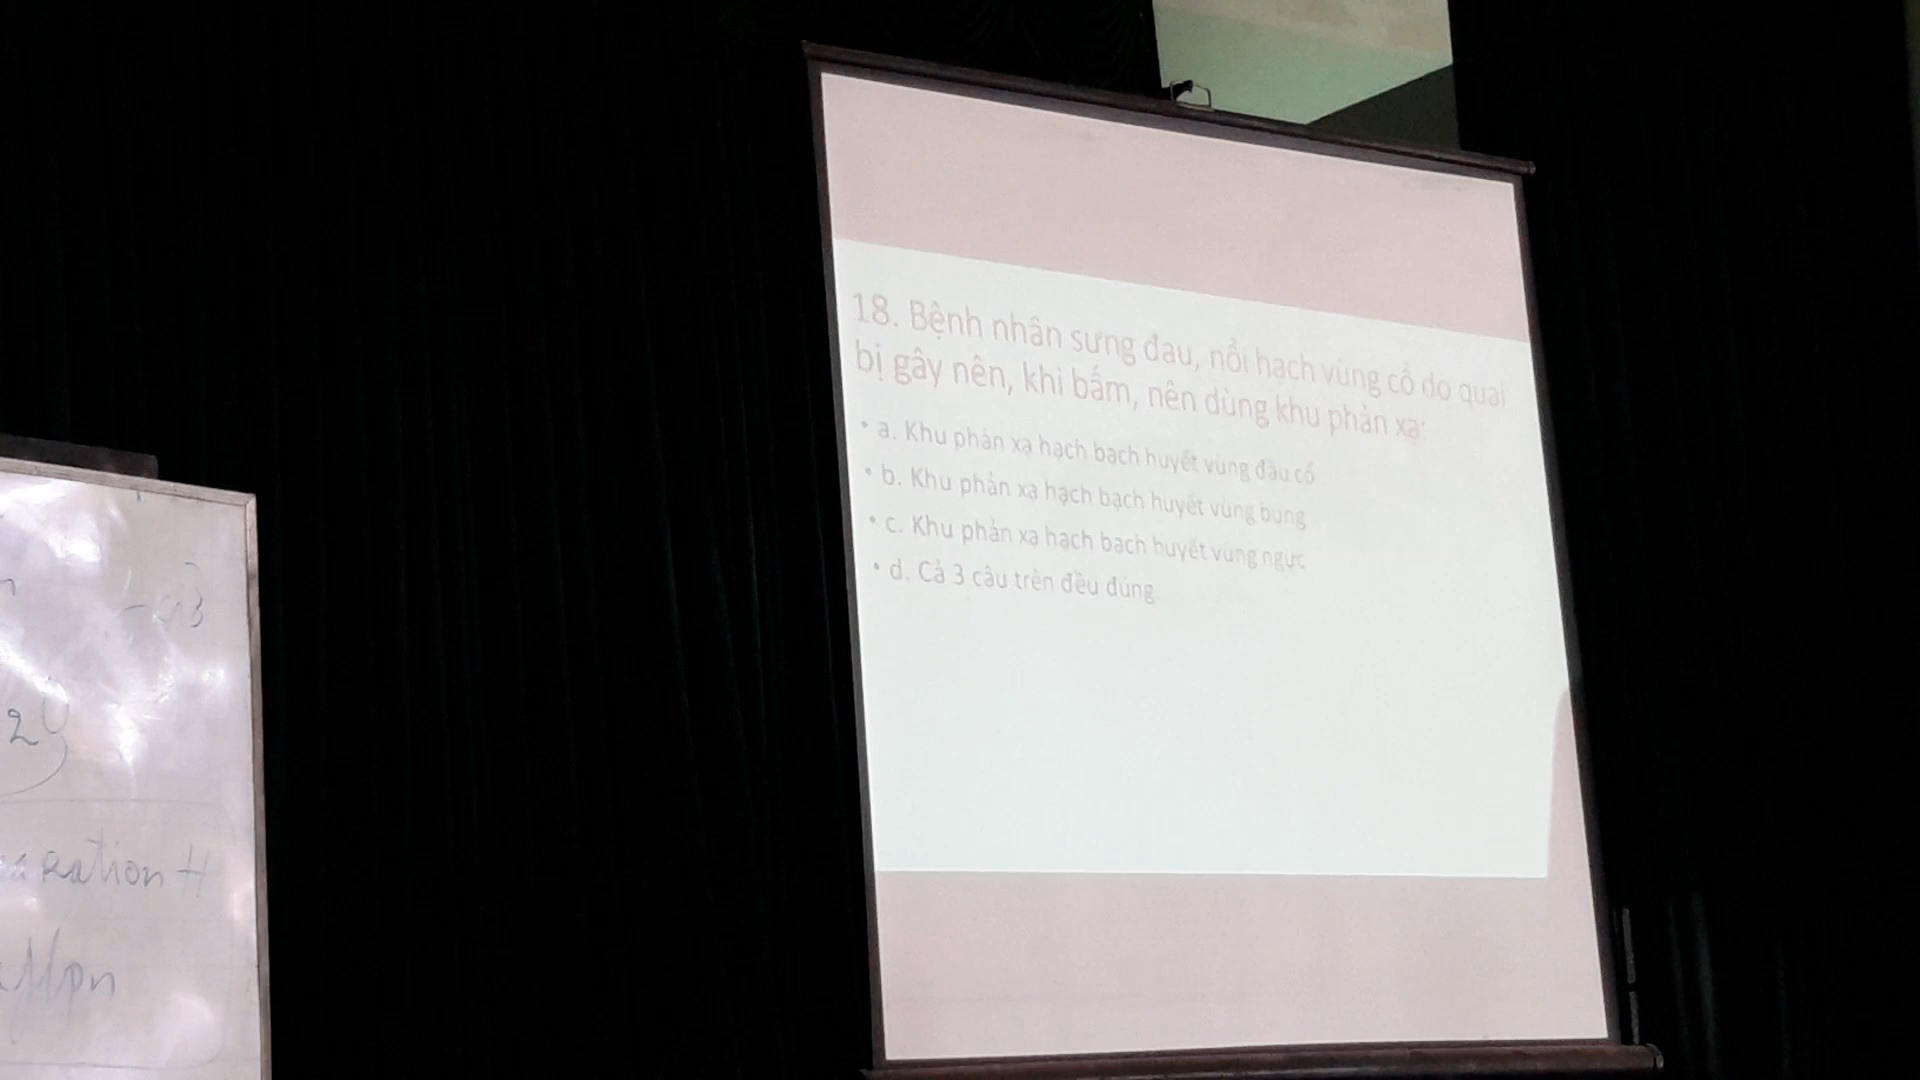 18. Bệnh nhân sưng đau, nổi hạch vùng cổ do quai
bị gây nên, khi bấm, nên dùng khu phản xạ:
• a. Khu phản xạ hạch bạch huyết vùng đầu cổ
• b. Khu phản xạ hạch bạch huyết vùng bụng
• c. Khu phản xạ hạch bạch huyết vùng ngực
• d. Cả 3 câu trên đều đúng
2
ration H